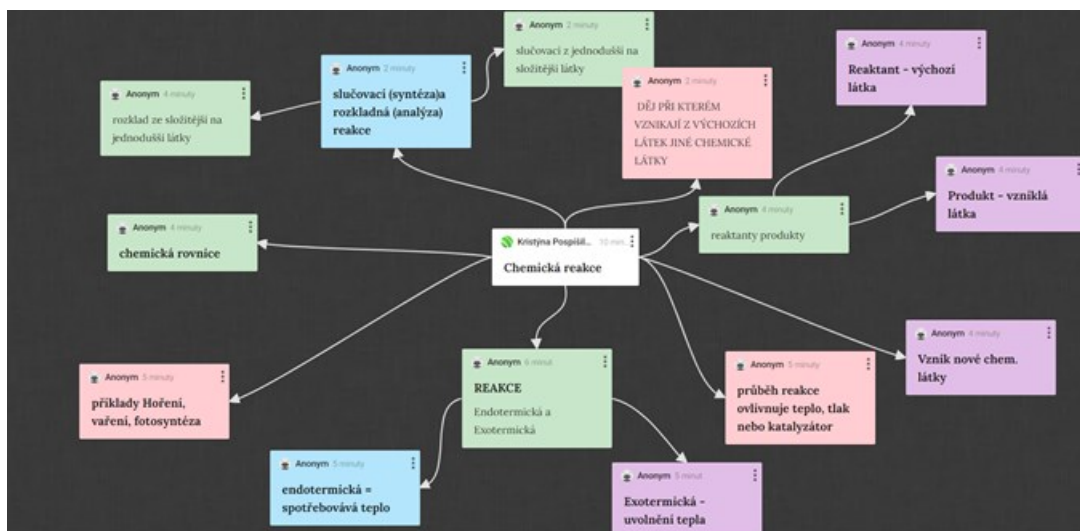 Anonym 2 minuty
slučovací z jednodušší na
složitější látky
Anonym 4 minuty
Reaktant - výchozí
látka
Anonym 2 minuty
slučovací (syntéza)a
rozkladná (analýza)
reakce
Anonym 2 minuty
DĚJ PŘI KTERÉM
VZNIKAJÍ Z VÝCHOZÍCH
LÁTEK JINÉ CHEMICKÉ
LÁTKY
Anonym 4 minuty
rozklad ze složitější na
jednodušší látky
Anonym 4 minuty
Produkt - vzniklá
látka
Anonym 4 minuty
reaktanty produkty
Anonym 4 minuty
chemická rovnice
Kristýna Pospíšil... 10 min...
Chemická reakce
Anonym 4 minuty
Vznik nové chem.
látky
Anonym 6 minut
REAKCE
Endotermická a
Exotermická
Anonym 5 minuty
průběh reakce
ovlivnuje teplo, tlak
nebo katalyzátor
Anonym 5 minuty
příklady Hoření,
vaření, fotosyntéza
Anonym 5 minuty
endotermická =
spotřebovává teplo
Anonym 5 minut
Exotermická -
uvolnění tepla